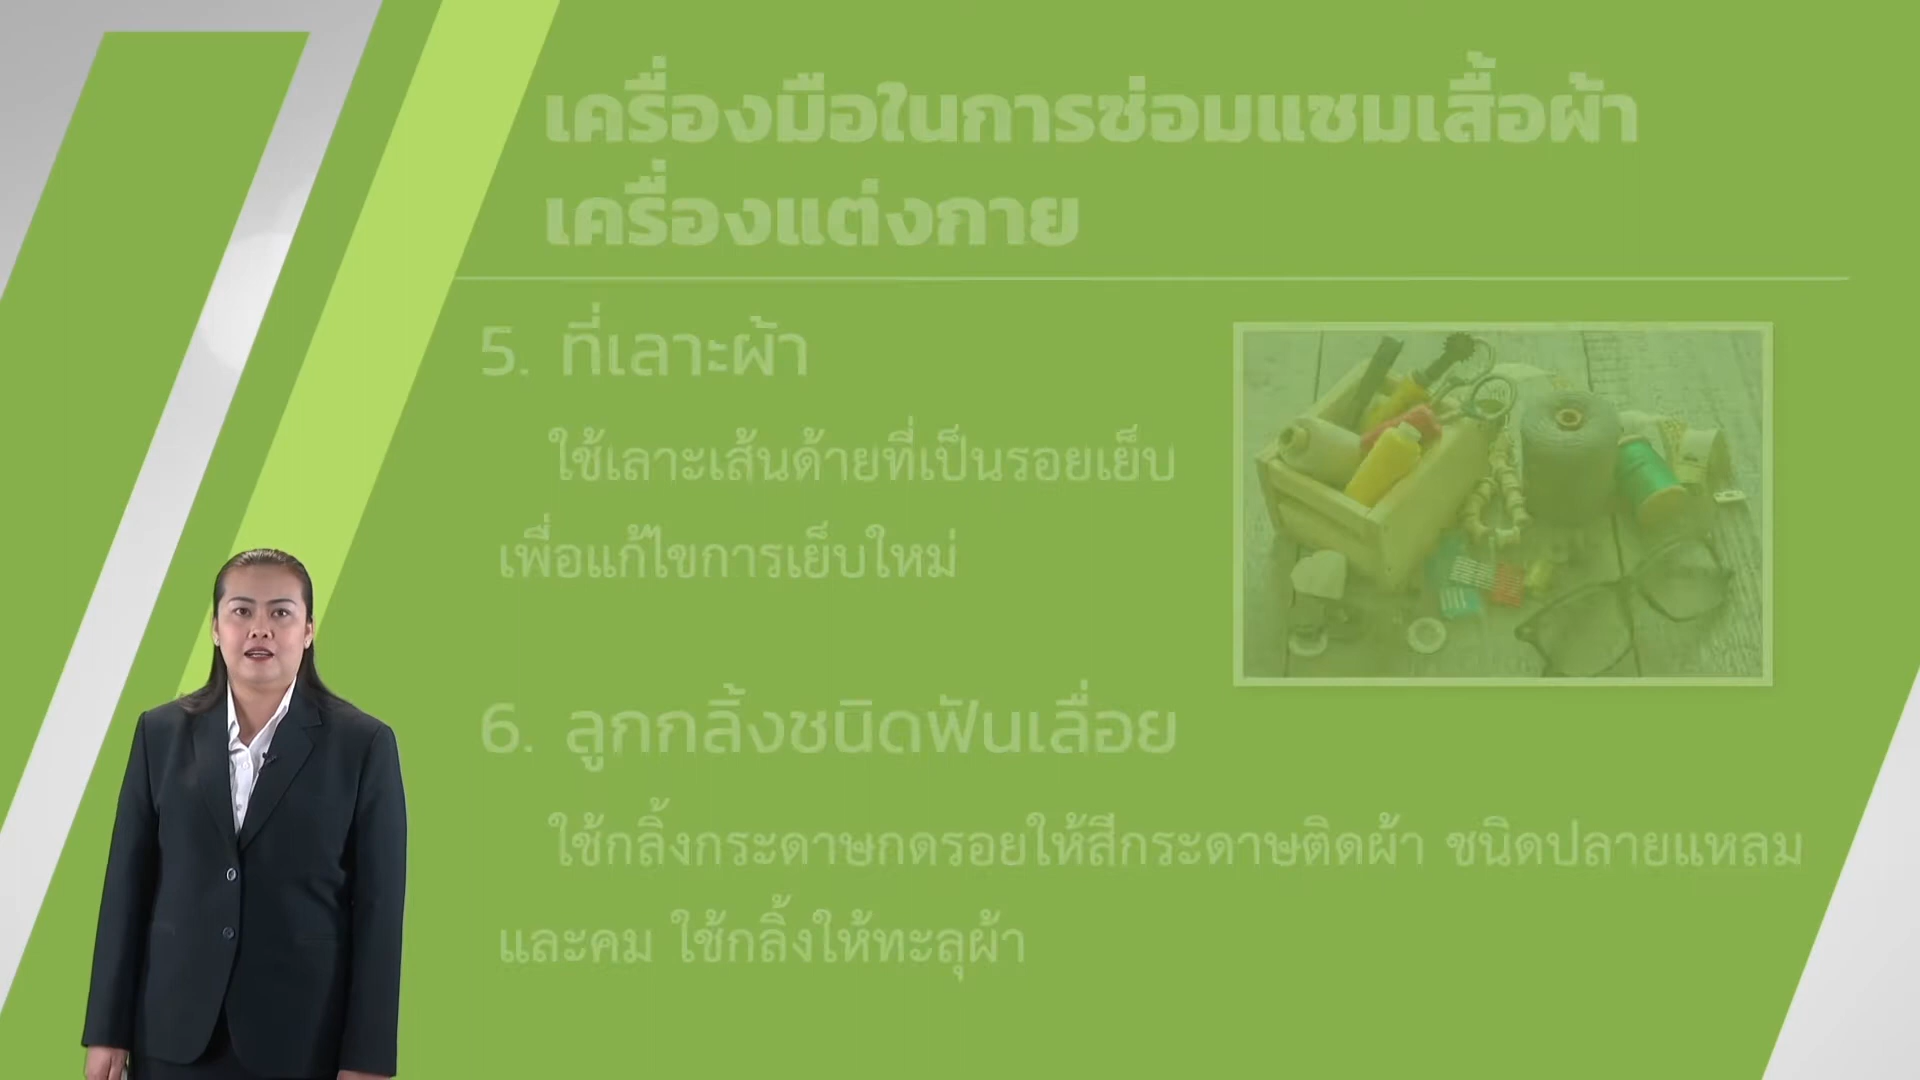 เครื่องมือในการซ่อมแซมเสื้อผ้า
เครื่องแต่งกาย
5. ที่เลาะผ้า
ใช้เลาะเส้นด้ายที่เป็นรอยเย็บ
เพื่อแก้ไขการเย็บใหม่
6. ลูกกลิ้งชนิดฟันเลื่อย
ใช้กลิ้งกระดาษกดรอยให้สีกระดาษติดผ้า ชนิดปลายแหลม
และคม ใช้กลิ้งให้ทะลุผ้า